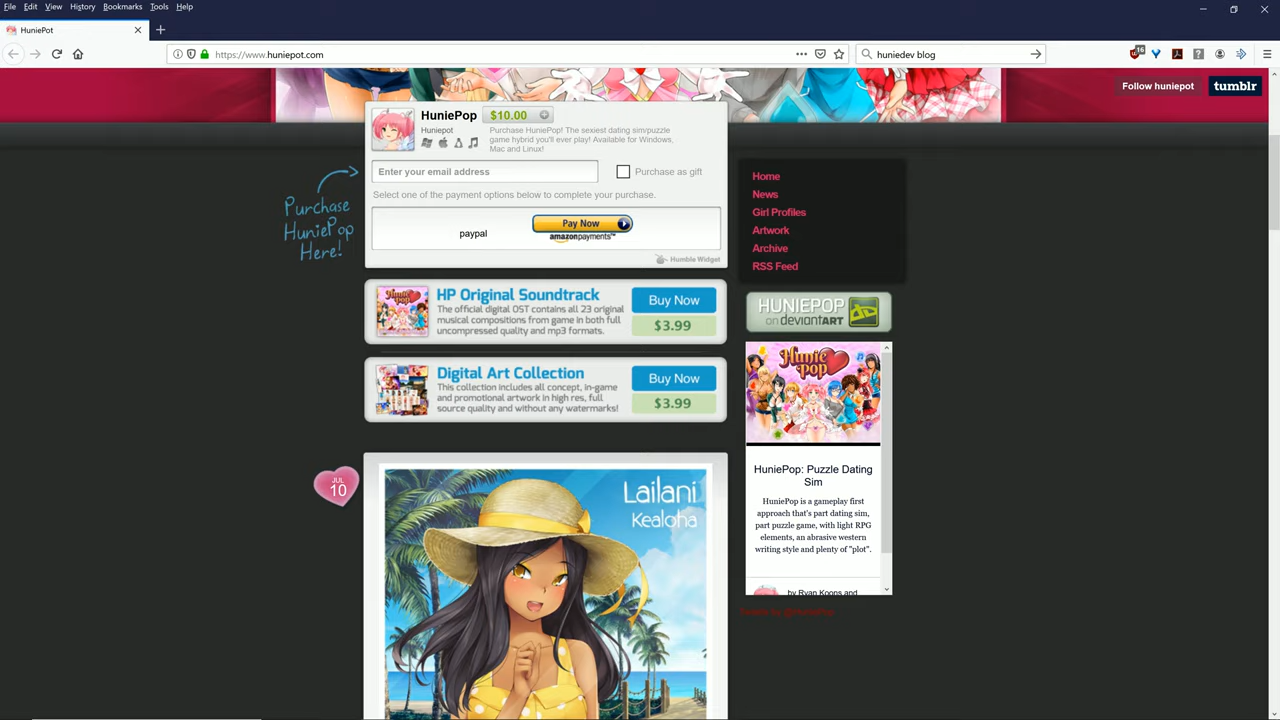 File Edit View History Bookmarks Tools Help
HuniePot
https://www.huniepot.com
huniedev blog
16
Follow huniepot
tumblr
HuniePop $10.00
Huniepot
Purchase HuniePop! The sexiest dating sim/puzzle
game hybrid you'll ever play! Available for Windows,
Mac and Linux!
Enter your email address
Purchase as gift
Select one of the payment options below to complete your purchase.
paypal
Pay Now
amazonpayments™
Humble Widget
Purchase
HuniePop
Here!
HP Original Soundtrack
The official digital OST contains all 23 original
musical compositions from game in both full
uncompressed quality and mp3 formats.
Buy Now
$3.99
Digital Art Collection
This collection includes all concept, in-game
and promotional artwork in high res, full
source quality and without any watermarks!
Buy Now
$3.99
JUL
10
Lailani
Kealoha
Home
News
Girl Profiles
Artwork
Archive
RSS Feed
HUNIEPOP
on deviantART
Hunie
pop
HuniePop: Puzzle Dating
Sim
HuniePop is a gameplay first
approach that's part dating sim,
part puzzle game, with light RPG
elements, an abrasive western
writing style and plenty of "plot".
by Ryan Koons and
Tweets by @HuniePop